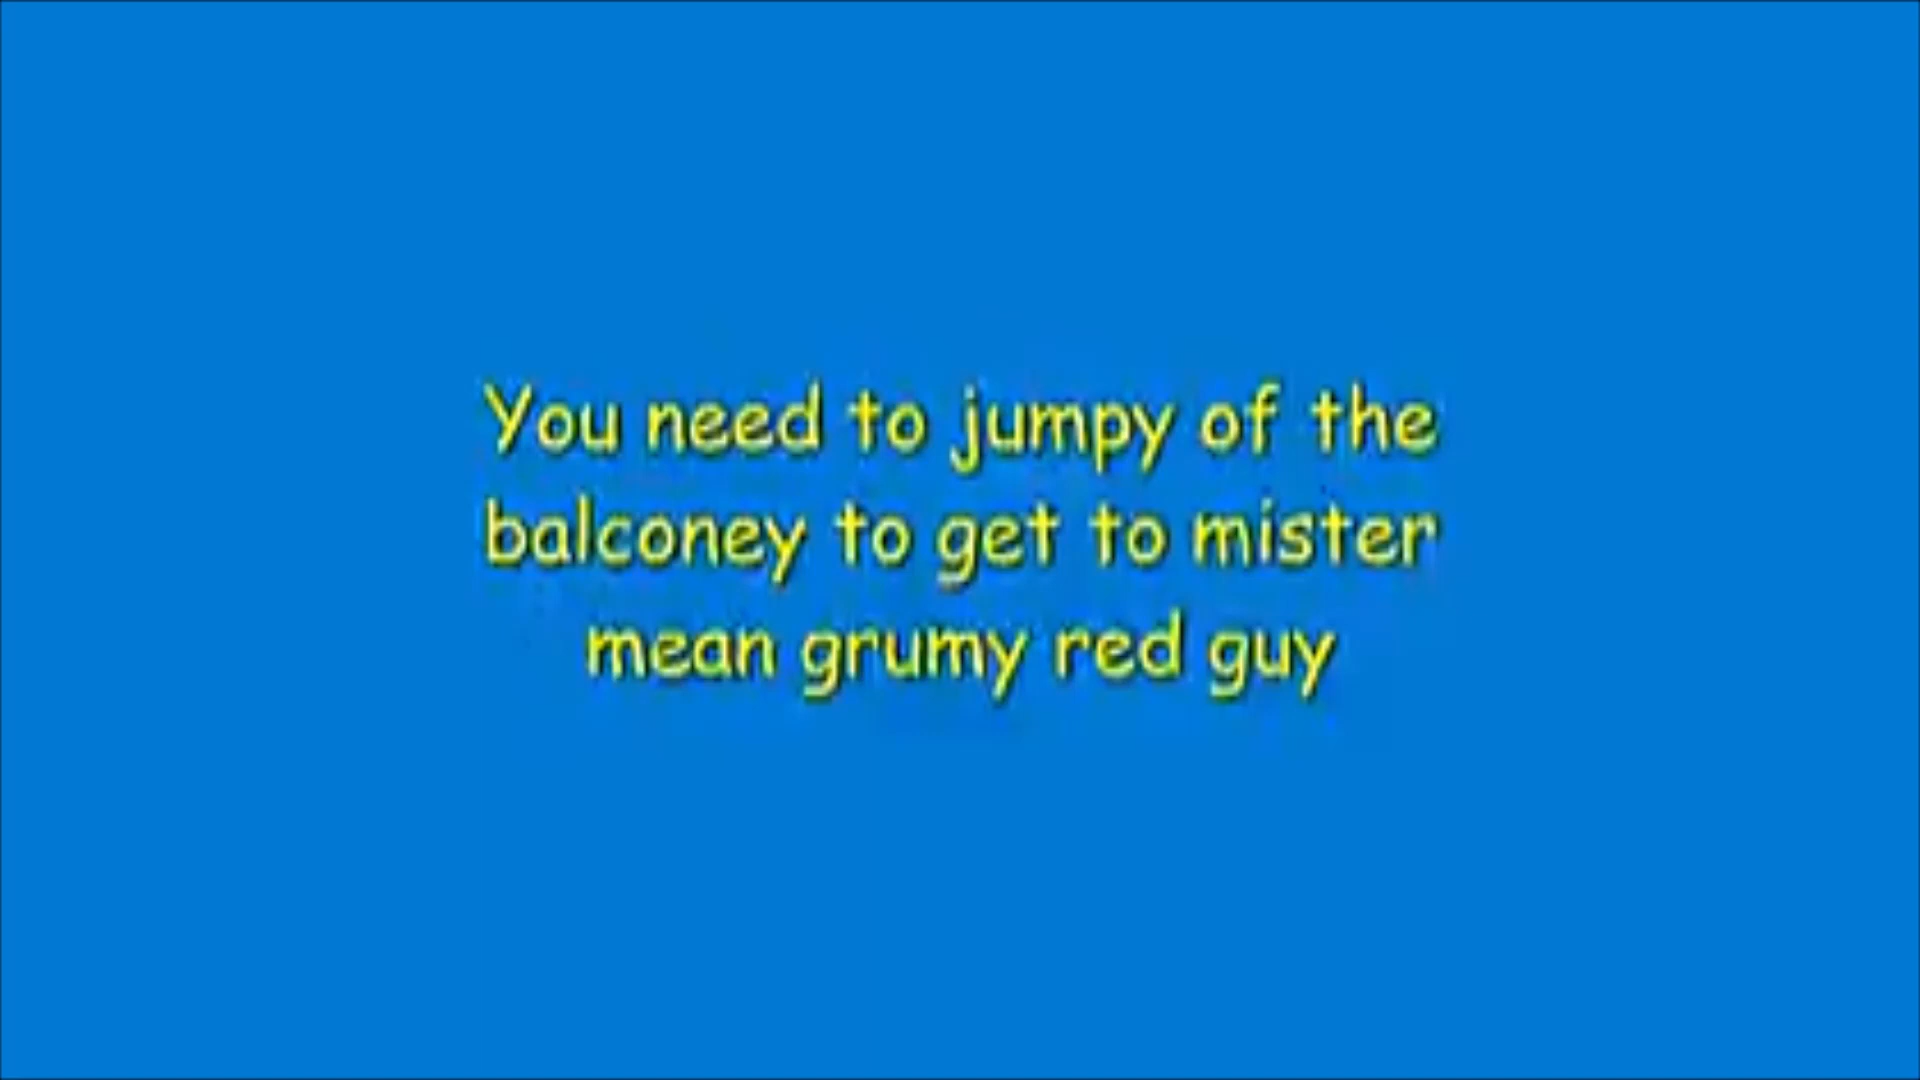 You need to jumpy of the
balconey to get to mister
mean grumy red guy